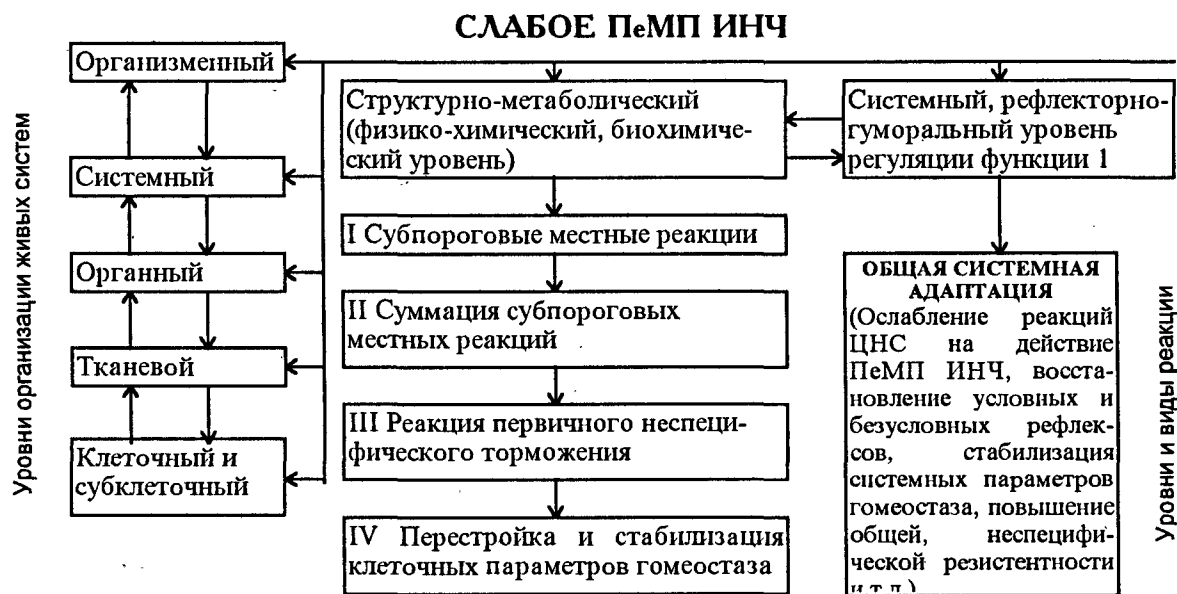 СЛАБОЕ ПеМП ИНЧ
Уровни организации живых систем
Организменный
Системный
Органный
Тканевой
Клеточный и
субклеточный
Структурно-метаболический
(физико-химический, биохимиче-
ский уровень)
I Субпороговые местные реакции
II Суммация субпороговых
местных реакций
III Реакция первичного неспеци-
фического торможения
IV Перестройка и стабилизация
клеточных параметров гомеостаза
Системный, рефлекторно-
гуморальный уровень
регуляции функции 1
ОБЩАЯ СИСТЕМНАЯ
АДАПТАЦИЯ
(Ослабление реакций
ЦНС на действие
ПеМП ИНЧ, восста-
новление условных и
безусловных рефлек-
сов, стабилизация
системных параметров
гомеостаза, повышение
общей, неспецифи-
ческой резистентности
и т.д.)
Уровни и виды реакции